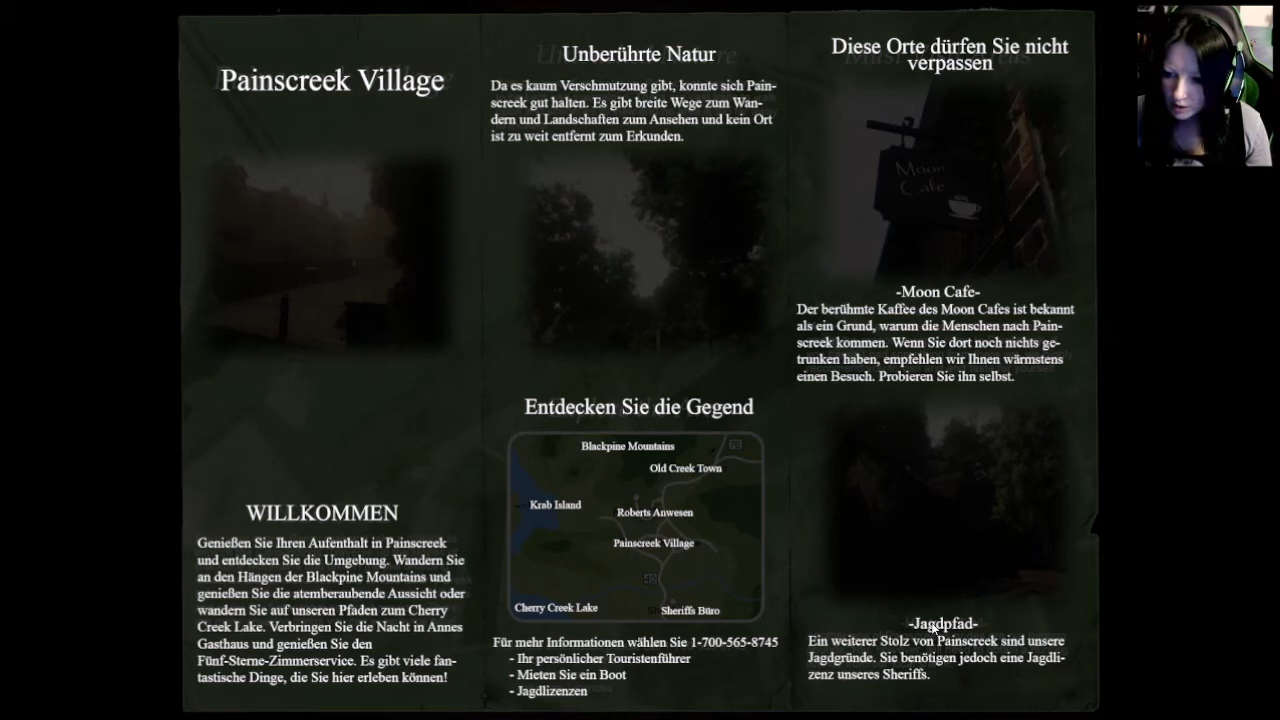 Painscreek Village
WILLKOMMEN
Genießen Sie Ihren Aufenthalt in Painscreek
und entdecken Sie die Umgebung. Wandern Sie
an den Hängen der Blackpine Mountains und
genießen Sie die atemberaubende Aussicht oder
wandern Sie auf unseren Pfaden zum Cherry
Creek Lake. Verbringen Sie die Nacht in Annes
Gasthaus und genießen Sie den
Fünf-Sterne-Zimmerservice. Es gibt viele fan-
tastische Dinge, die Sie hier erleben können!
Unberührte Natur
Da es kaum Verschmutzung gibt, konnte sich Pain-
screek gut halten. Es gibt breite Wege zum Wan-
dern und Landschaften zum Ansehen und kein Ort
ist zu weit entfernt zum Erkunden.
Entdecken Sie die Gegend
Blackpine Mountains
Old Creek Town
Krab Island
Roberts Anwesen
Painscreek Village
Cherry Creek Lake
Sheriffs Büro
Für mehr Informationen wählen Sie 1-700-565-8745
- Ihr persönlicher Touristenführer
- Mieten Sie ein Boot
- Jagdlizenzen
Diese Orte dürfen Sie nicht
verpassen
Moon
Cafe
-Moon Cafe-
Der berühmte Kaffee des Moon Cafes ist bekannt
als ein Grund, warum die Menschen nach Pain-
screek kommen. Wenn Sie dort noch nichts ge-
trunken haben, empfehlen wir Ihnen wärmstens
einen Besuch. Probieren Sie ihn selbst.
-Jagdpfad-
Ein weiterer Stolz von Painscreek sind unsere
Jagdgründe. Sie benötigen jedoch eine Jagdli-
zenz unseres Sheriffs.